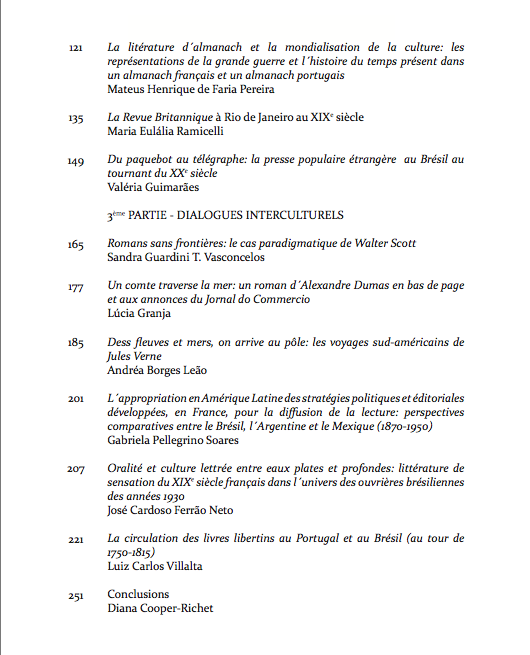 121 La litérature d´almanach et la mondialisation de la culture: les
représentations de la grande guerre et l´histoire du temps présent dans
un almanach français et un almanach portugais
Mateus Henrique de Faria Pereira
135 La Revue Britannique à Rio de Janeiro au XIXe siècle
Maria Eulália Ramicelli
149 Du paquebot au télégraphe: la presse populaire étrangère au Brésil au
tournant du XXe siècle
Valéria Guimarães
3ème PARTIE - DIALOGUES INTERCULTURELS
165 Romans sans frontières: le cas paradigmatique de Walter Scott
Sandra Guardini T. Vasconcelos
177 Un comte traverse la mer: un roman d´Alexandre Dumas en bas de page
et aux annonces du Jornal do Commercio
Lúcia Granja
185 Dess fleuves et mers, on arrive au pôle: les voyages sud-américains de
Jules Verne
Andréa Borges Leão
201 L´appropriation en Amérique Latine des stratégies politiques et éditoriales
développées, en France, pour la diffusion de la lecture: perspectives
comparatives entre le Brésil, l´Argentine et le Mexique (1870-1950)
Gabriela Pellegrino Soares
207 Oralité et culture lettrée entre eaux plates et profondes: littérature de
sensation du XIXe siècle français dans l´univers des ouvrières brésiliennes
des années 1930
José Cardoso Ferrão Neto
221 La circulation des livres libertins au Portugal et au Brésil (au tour de
1750-1815)
Luiz Carlos Villalta
251 Conclusions
Diana Cooper-Richet